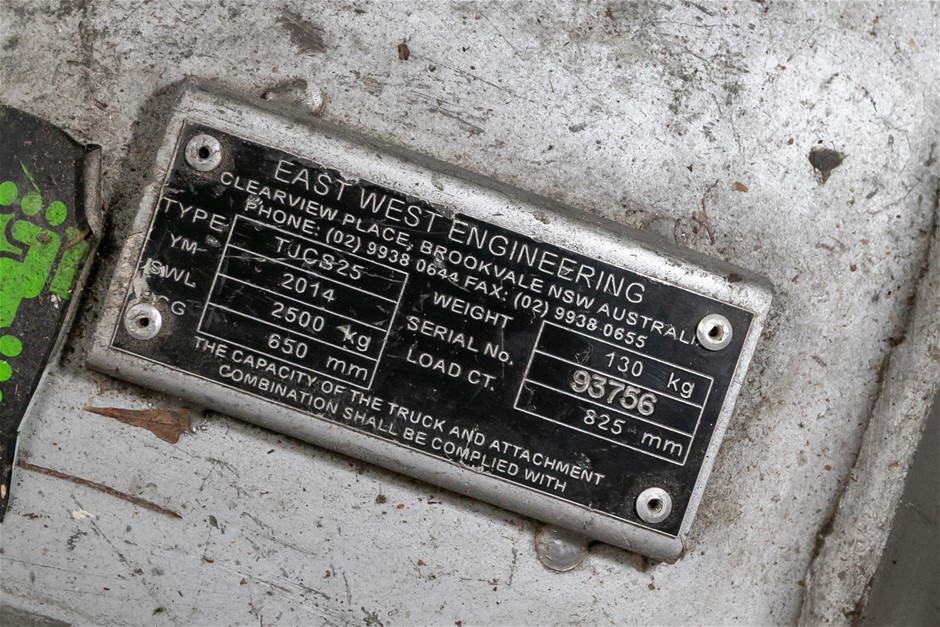 EAST WEST ENGINEERING
CLEARVIEW PLACE, BROOKVALE NSW AUSTRALI
PHONE: (02) 9938 0644 FAX: (02) 9938-0655
TYPE TJCS25
YM 2014
SWL 2500 kg
CG 650 mm
WEIGHT 130 kg
SERIAL No. 93756
LOAD CT. 825 mm
THE CAPACITY OF THE TRUCK AND ATTACHMENT
COMBINATION SHALL BE COMPLIED WITH